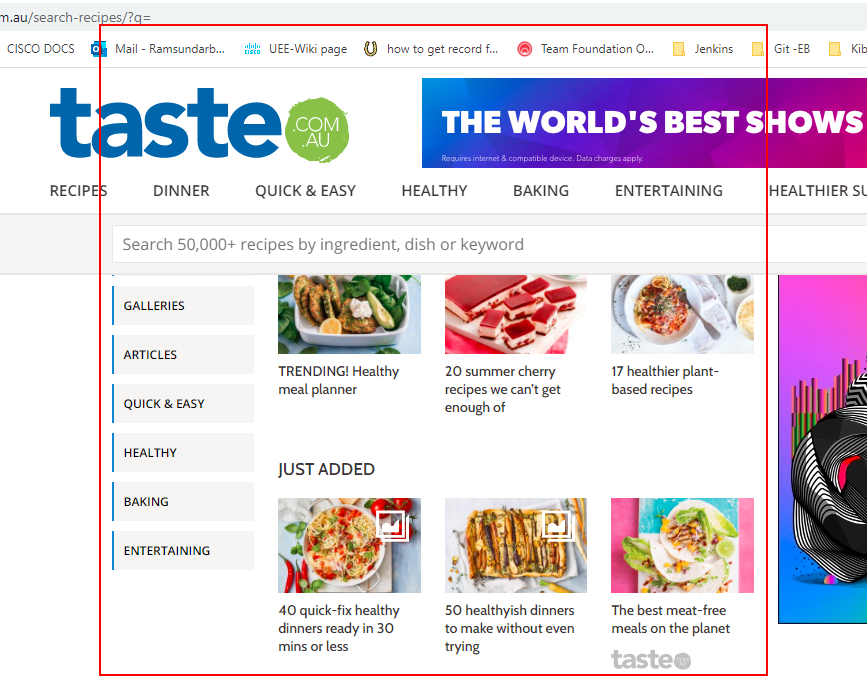 m.au/search-recipes/?q=
CISCO DOCS
Mail - Ramsundarb...
CISCO
UEE-Wiki page
how to get record f...
Team Foundation O...
Jenkins
Git -EB
Kib
taste
.COM
.AU
THE WORLD'S BEST SHOWS
Requires internet & compatible device. Data charges apply.
RECIPES
DINNER
QUICK & EASY
HEALTHY
BAKING
ENTERTAINING
HEALTHIER SU
Search 50,000+ recipes by ingredient, dish or keyword
GALLERIES
ARTICLES
QUICK & EASY
HEALTHY
BAKING
ENTERTAINING
TRENDING! Healthy
meal planner
20 summer cherry
recipes we can't get
enough of
17 healthier plant-
based recipes
JUST ADDED
40 quick-fix healthy
dinners ready in 30
mins or less
50 healthyish dinners
to make without even
trying
The best meat-free
meals on the planet
taste